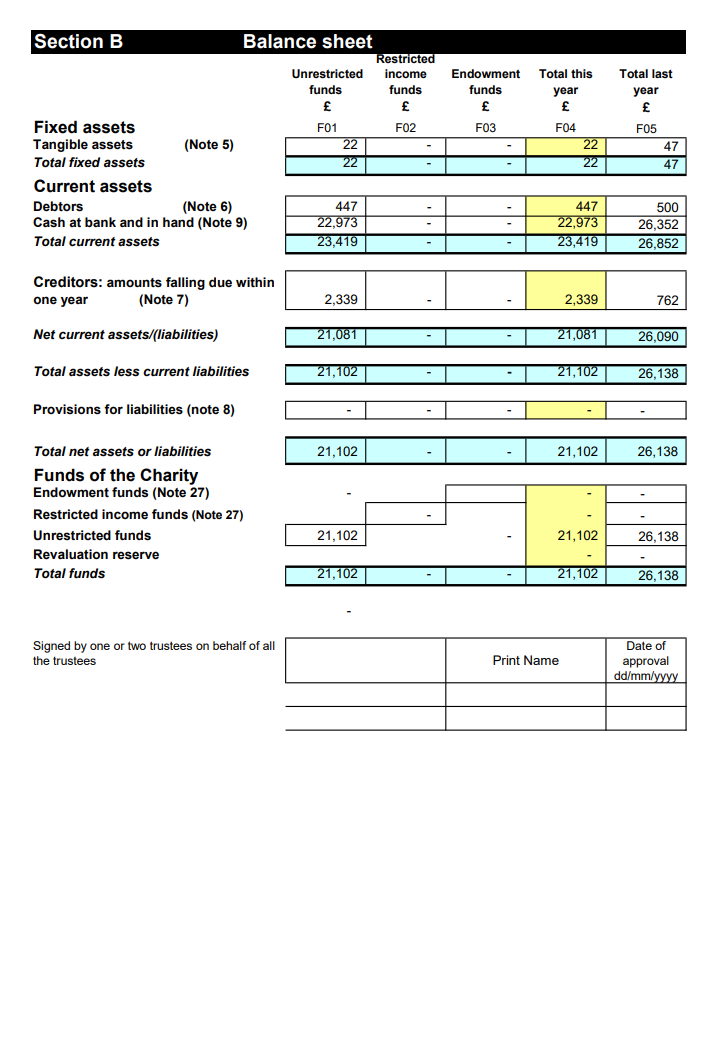 Section B Balance sheet
Unrestricted funds Restricted income funds Endowment funds Total this year Total last year
£ £ £ £ £
Fixed assets F01 F02 F03 F04 F05
Tangible assets (Note 5) 22 - - 22 47
Total fixed assets 22 - - 22 47
Current assets
Debtors (Note 6) 447 - - 447 500
Cash at bank and in hand (Note 9) 22,973 - - 22,973 26,352
Total current assets 23,419 - - 23,419 26,852
Creditors: amounts falling due within
one year (Note 7) 2,339 - - 2,339 762
Net current assets/(liabilities) 21,081 - - 21,081 26,090
Total assets less current liabilities 21,102 - - 21,102 26,138
Provisions for liabilities (note 8) - - - - -
Total net assets or liabilities 21,102 - - 21,102 26,138
Funds of the Charity
Endowment funds (Note 27) - - -
Restricted income funds (Note 27) - - -
Unrestricted funds 21,102 - 21,102 26,138
Revaluation reserve - -
Total funds 21,102 - - 21,102 26,138
-
Signed by one or two trustees on behalf of all
the trustees
Print Name
Date of
approval
dd/mm/yyyy